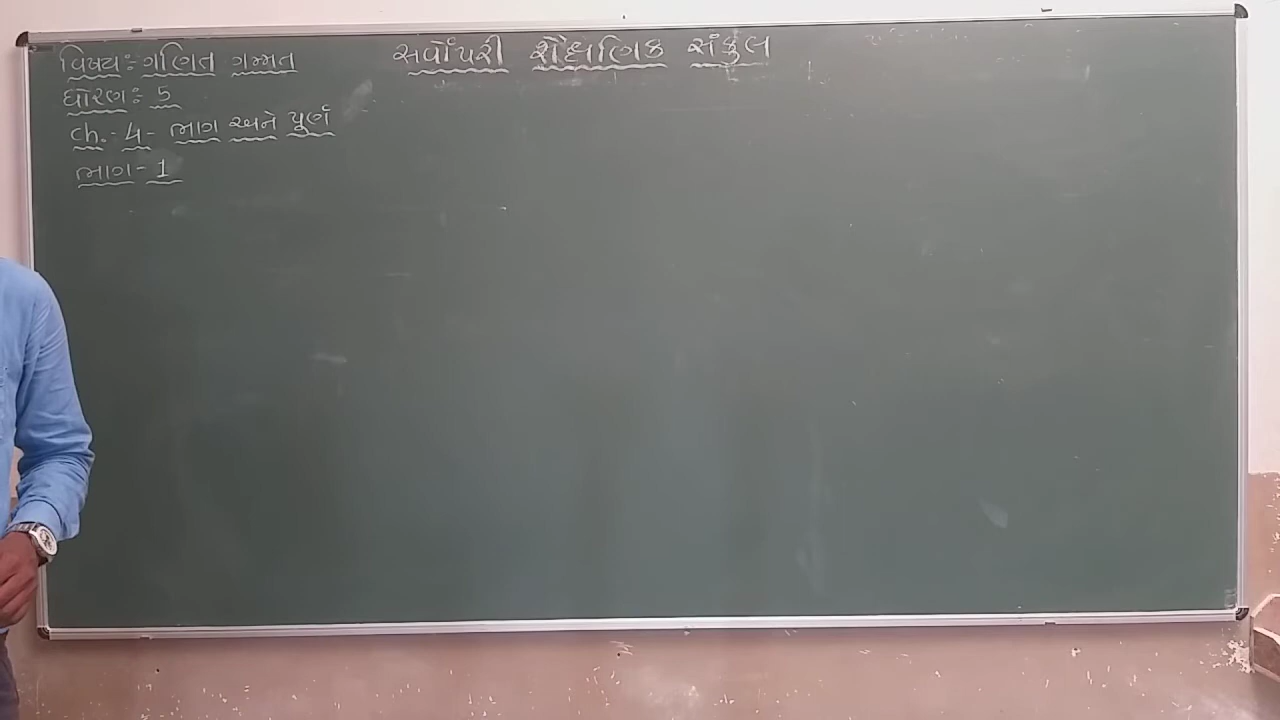 સર્વોપરી શૈક્ષણિક સંકુલ
વિષય:- ગણિત ગમ્મત
ધોરણ:- 5
ch.- 4- ભાગ અને પૂર્ણ
ભાગ- 1